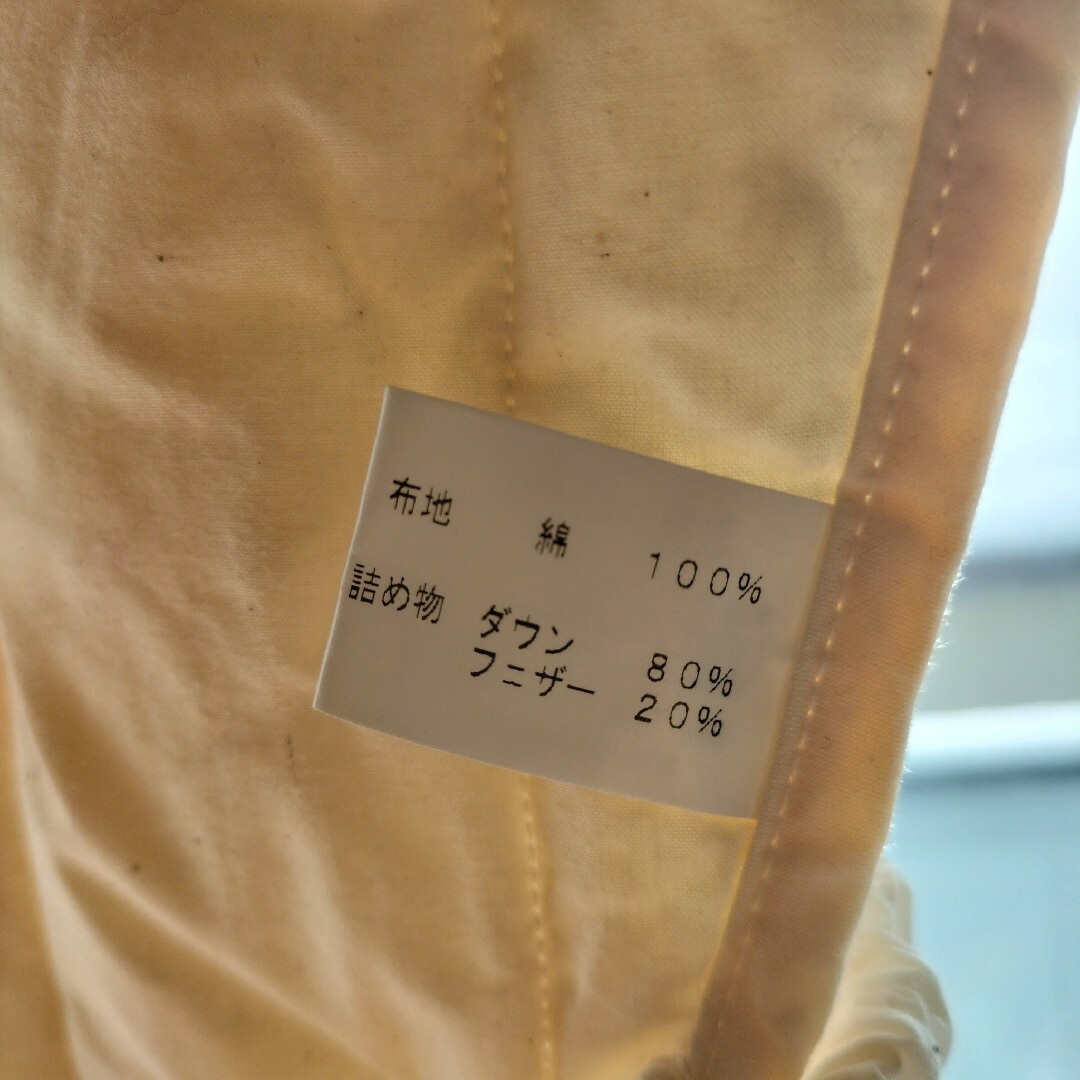 布地 綿 100%
詰め物 ダウン 80%
フェザー 20%